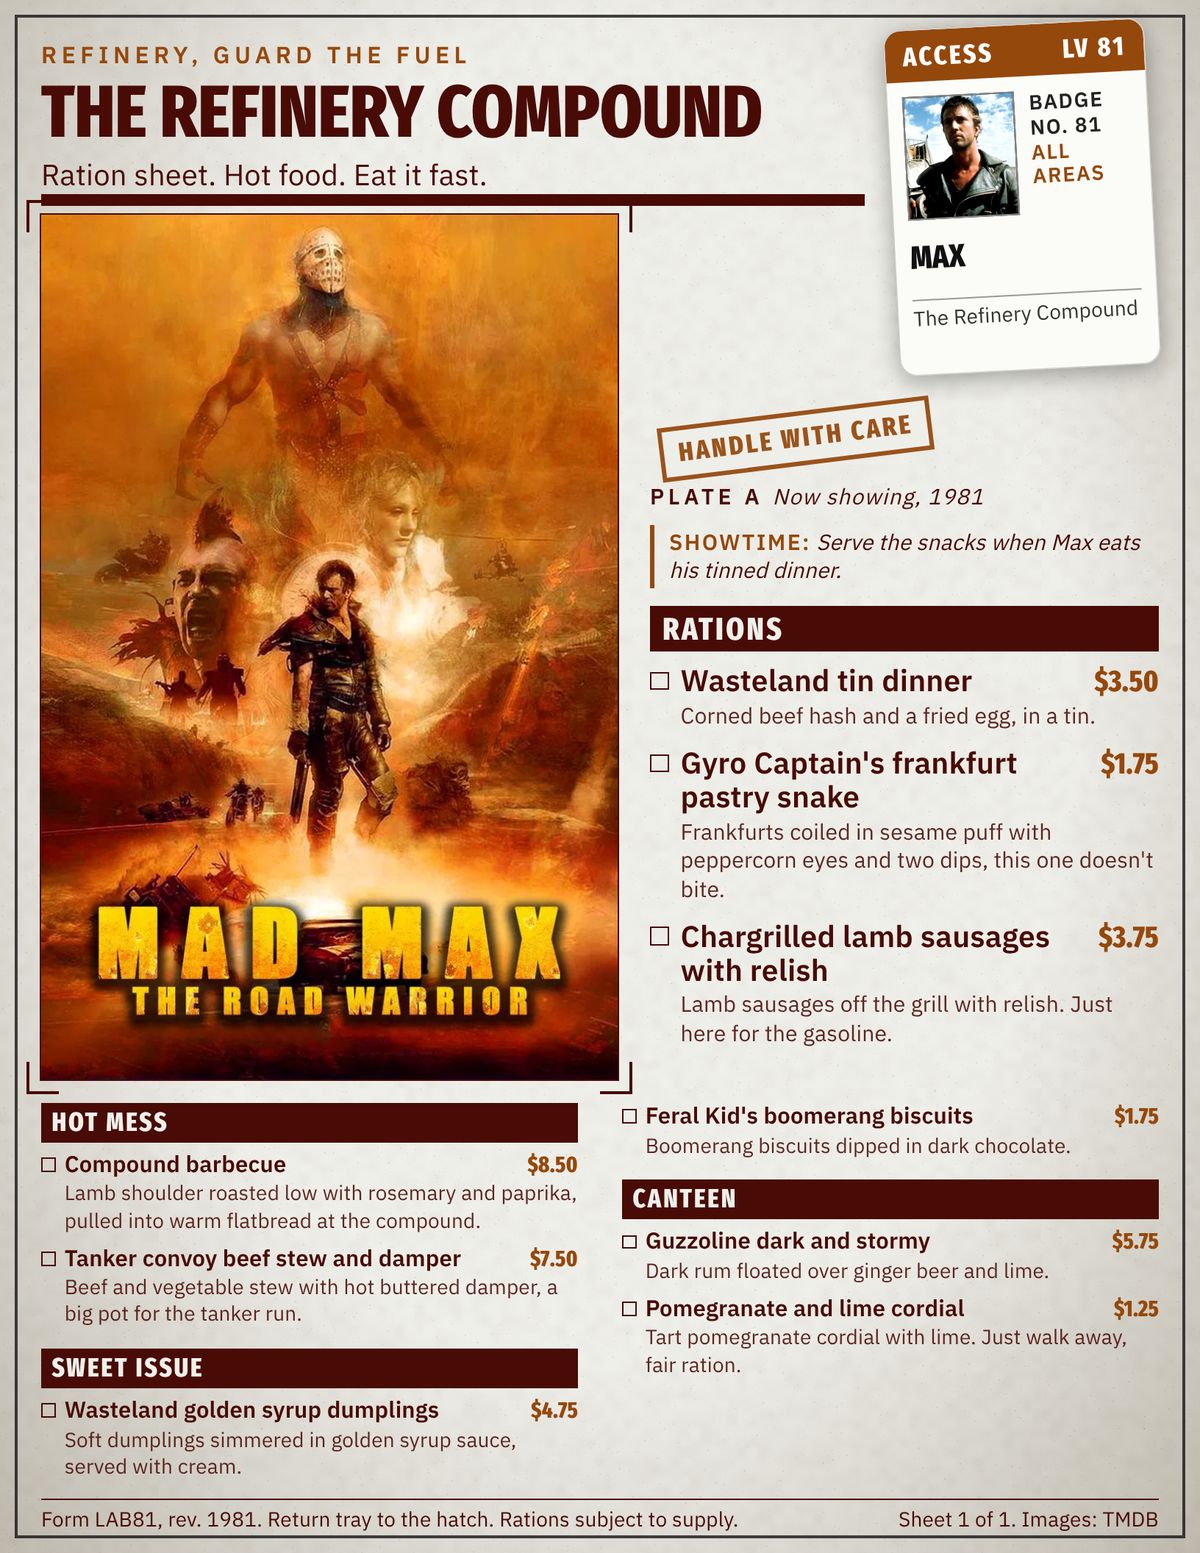 REFINERY, GUARD THE FUEL
THE REFINERY COMPOUND
Ration sheet. Hot food. Eat it fast.
ACCESS LV 81
BADGE
NO. 81
ALL
AREAS
MAX
The Refinery Compound
MAD MAX
THE ROAD WARRIOR
HANDLE WITH CARE
PLATE A Now showing, 1981
SHOWTIME: Serve the snacks when Max eats
his tinned dinner.
RATIONS
Wasteland tin dinner $3.50
Corned beef hash and a fried egg, in a tin.
Gyro Captain's frankfurt $1.75
pastry snake
Frankfurts coiled in sesame puff with
peppercorn eyes and two dips, this one doesn't
bite.
Chargrilled lamb sausages $3.75
with relish
Lamb sausages off the grill with relish. Just
here for the gasoline.
HOT MESS
Compound barbecue $8.50
Lamb shoulder roasted low with rosemary and paprika,
pulled into warm flatbread at the compound.
Tanker convoy beef stew and damper $7.50
Beef and vegetable stew with hot buttered damper, a
big pot for the tanker run.
SWEET ISSUE
Wasteland golden syrup dumplings $4.75
Soft dumplings simmered in golden syrup sauce,
served with cream.
Feral Kid's boomerang biscuits $1.75
Boomerang biscuits dipped in dark chocolate.
CANTEEN
Guzzoline dark and stormy $5.75
Dark rum floated over ginger beer and lime.
Pomegranate and lime cordial $1.25
Tart pomegranate cordial with lime. Just walk away,
fair ration.
Form LAB81, rev. 1981. Return tray to the hatch. Rations subject to supply.
Sheet 1 of 1. Images: TMDB